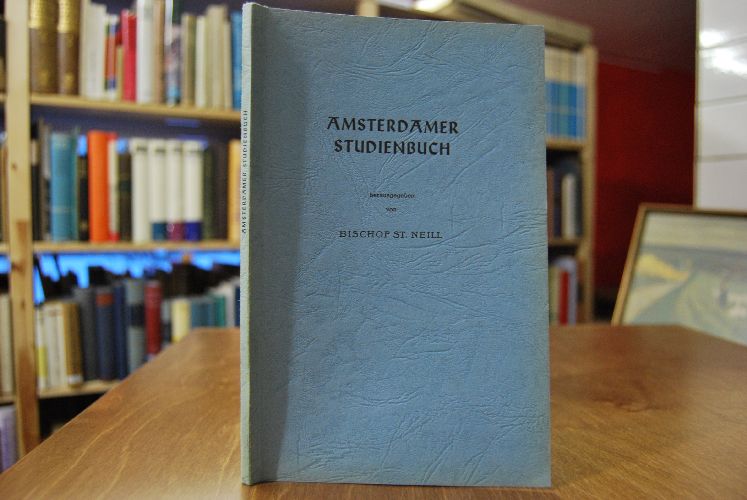 AMSTERDAMER
STUDIENBUCH
herausgegeben
von
BISCHOF ST. NEILL
AMSTERDAMER STUDIENBUCH